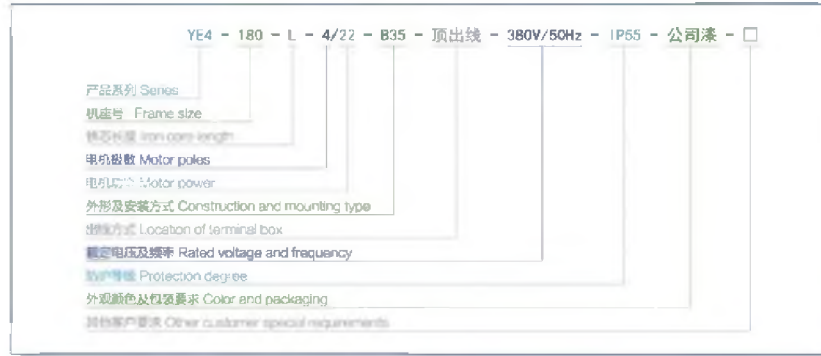 YE4 - 180 - L - 4/22 - B35 - 顶出线 - 380V/50Hz - IP55 - 公司漆 - □
产品系列 Series
机座号 Frame size
铁芯长度 Iron core length
电机极数 Motor poles
电机功率 Motor power
外形及安装方式 Construction and mounting type
出线方式 Location of terminal box
额定电压及频率 Rated voltage and frequency
防护等级 Protection degree
外观颜色及包装要求 Color and packaging
其他客户要求 Other customer special requirements